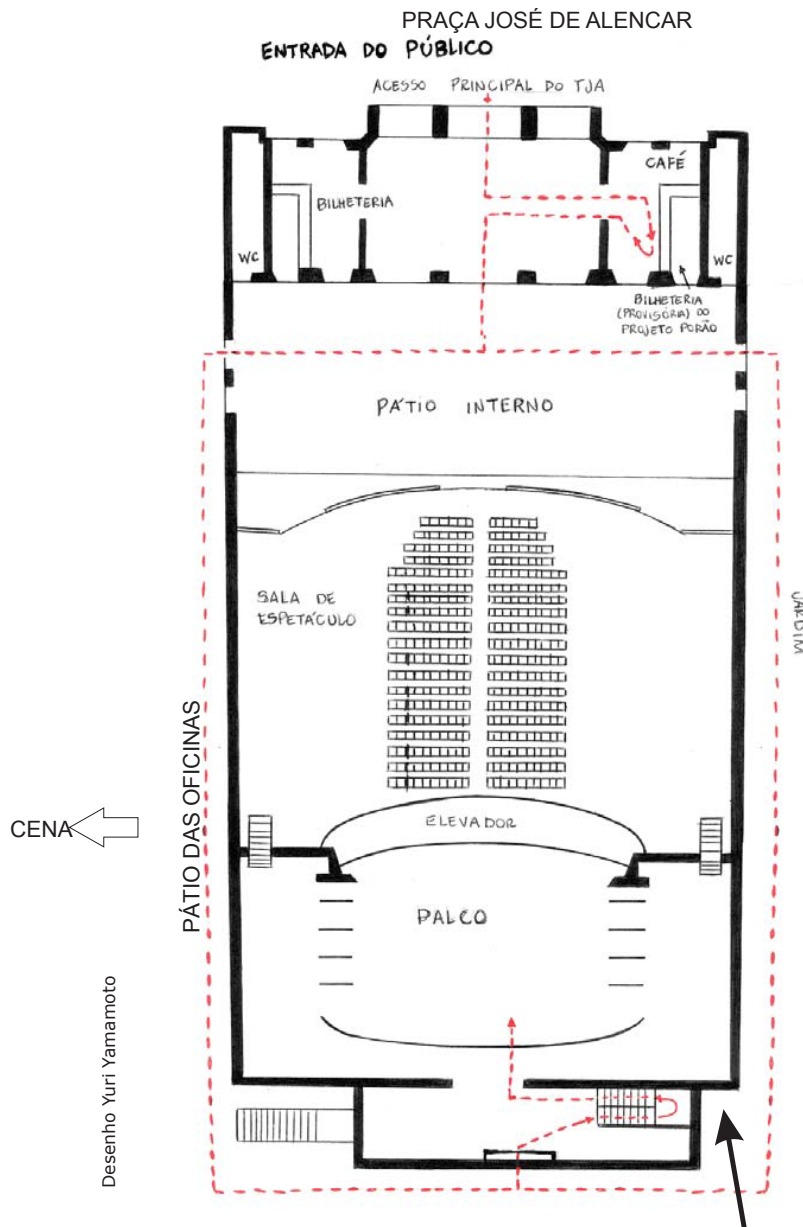 PRAÇA JOSÉ DE ALENCAR
ENTRADA DO PÚBLICO
ACESSO PRINCIPAL DO TJA
CAFÉ
BILHETERIA
WC
WC
BILHETERIA
(PROVISÓRIA) DO
PROJETO PORÃO
PÁTIO INTERNO
SALA DE
ESPETÁCULO
JARDIM
PÁTIO DAS OFICINAS
CENA
ELEVADOR
PALCO
Desenho Yuri Yamamoto